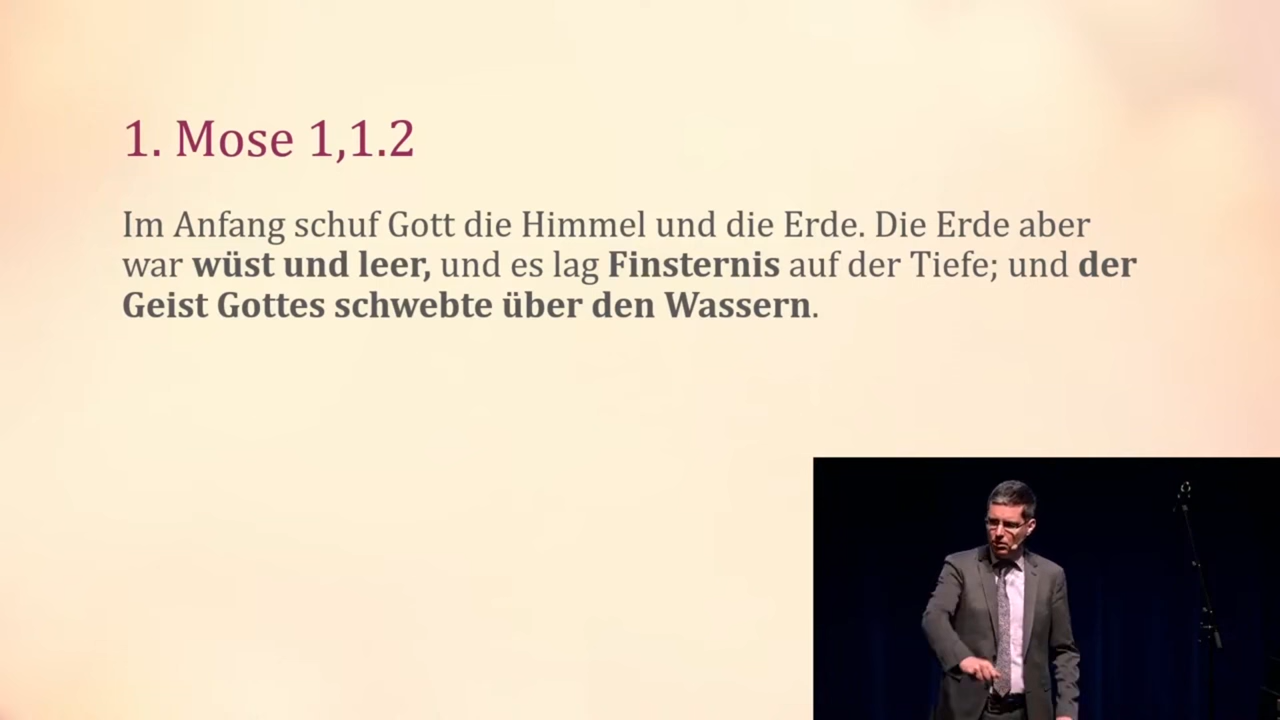 1. Mose 1,1.2
Im Anfang schuf Gott die Himmel und die Erde. Die Erde aber
war wüst und leer, und es lag Finsternis auf der Tiefe; und der
Geist Gottes schwebte über den Wassern.